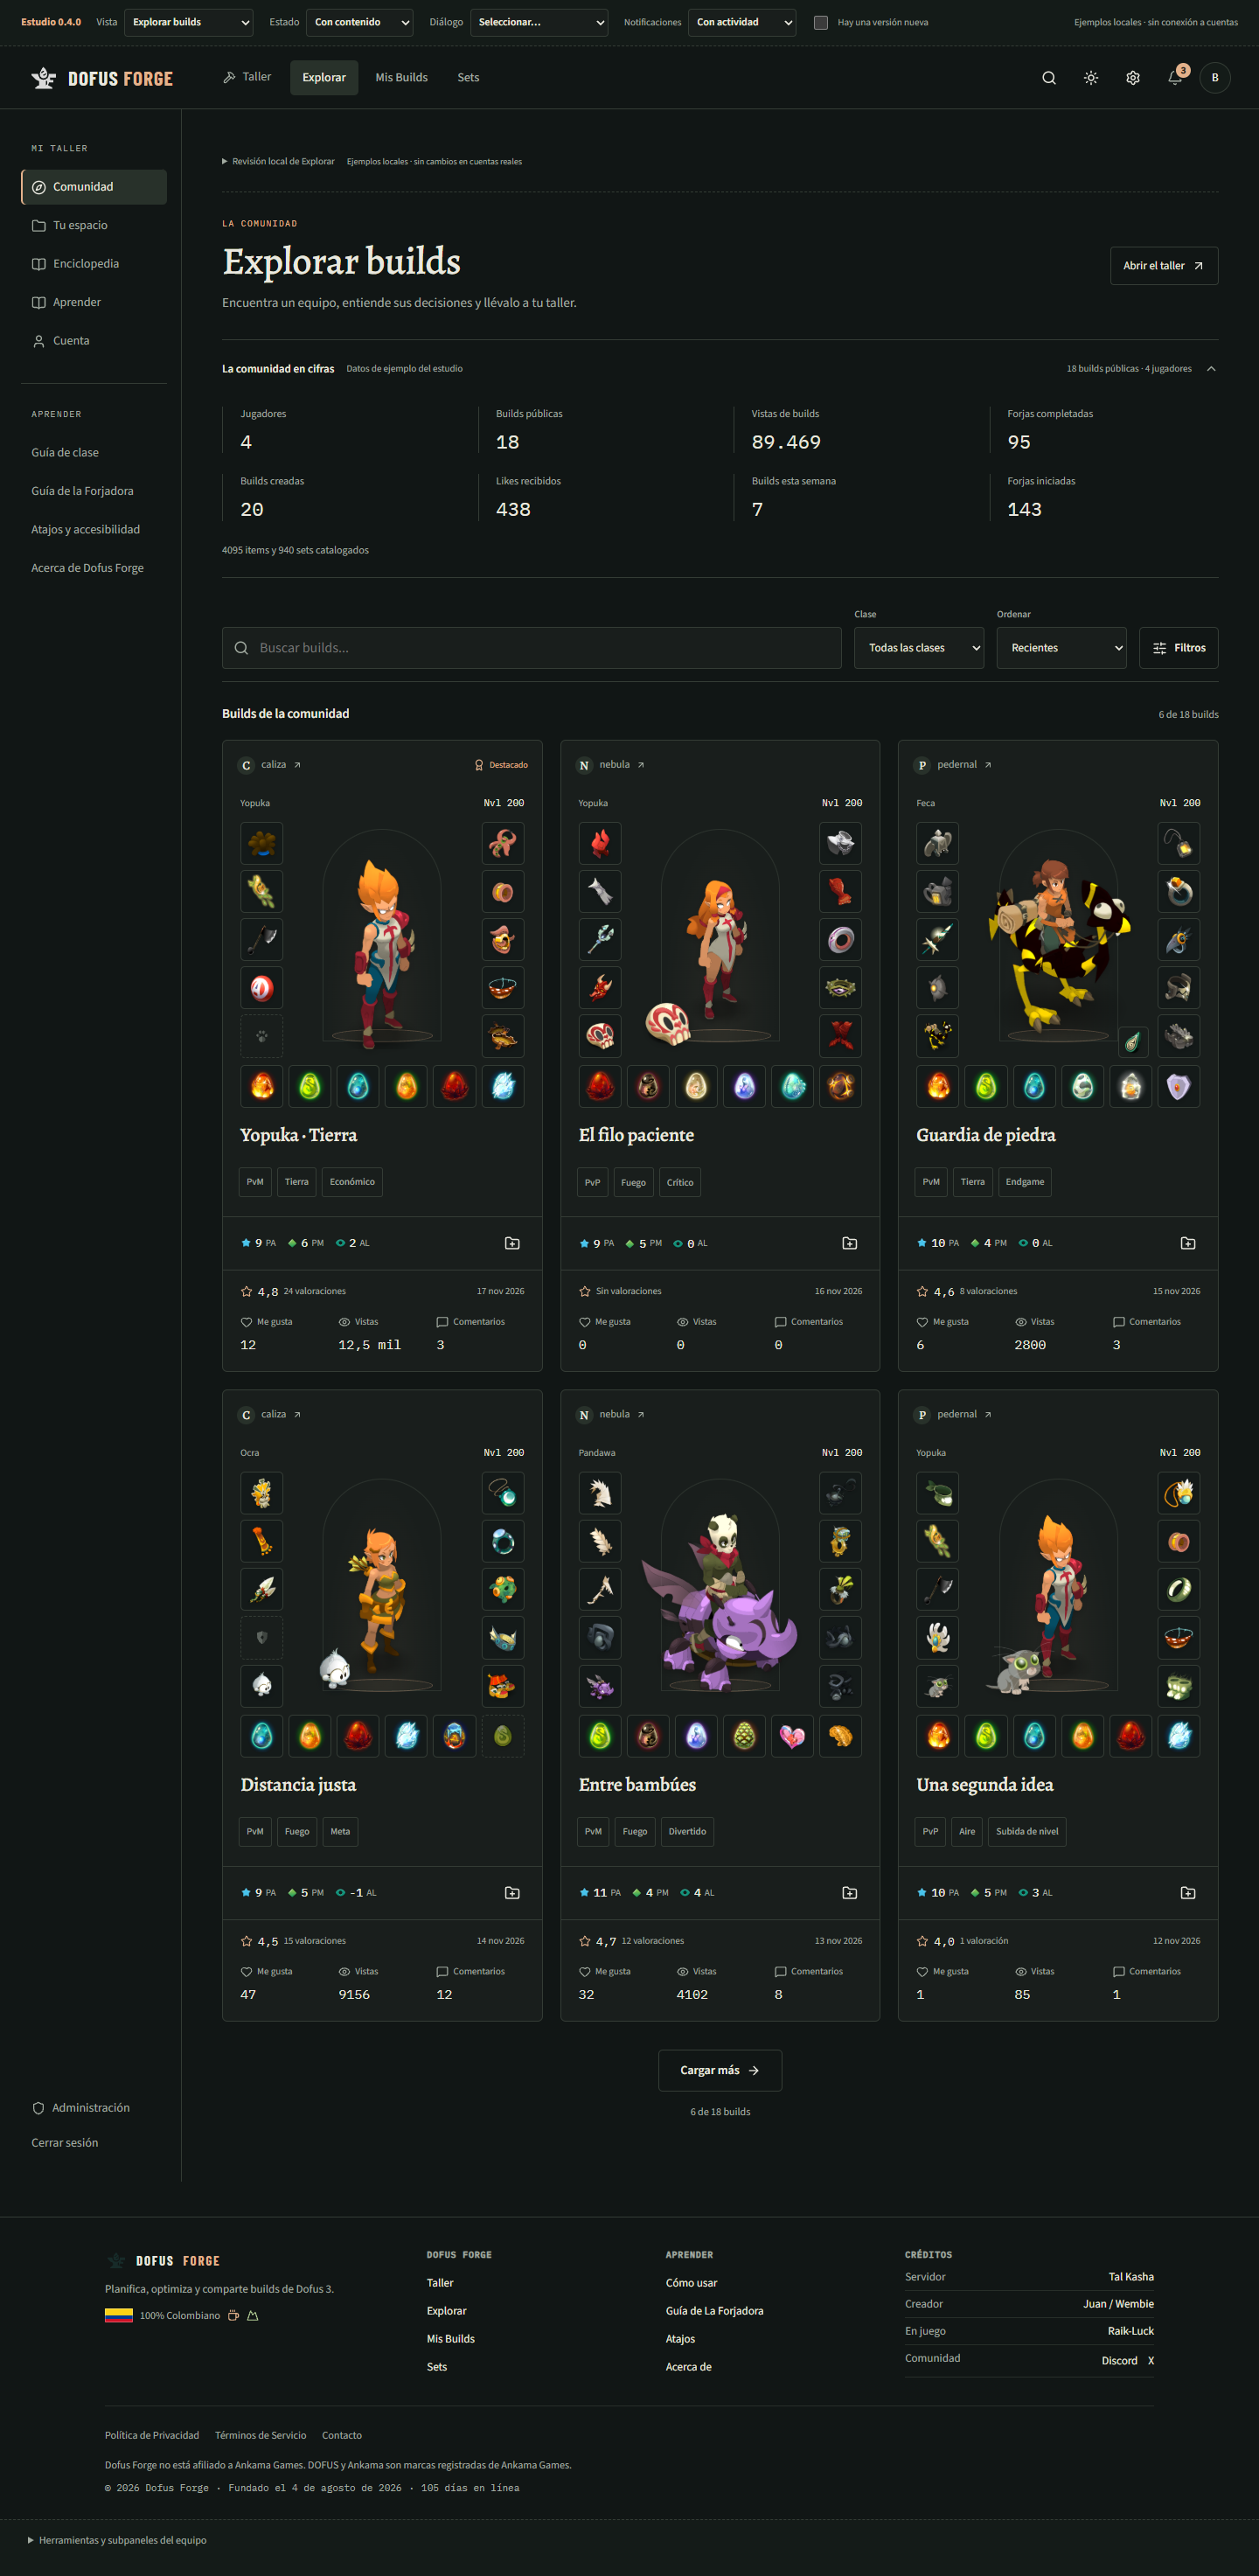 Estudio 0.4.0 Vista Explorar builds Estado Con contenido Diálogo Seleccionar... Notificaciones Con actividad Hay una versión nueva Ejemplos locales · sin conexión a cuentas
DOFUS FORGE Taller Explorar Mis Builds Sets 3 B
MI TALLER
Comunidad
Tu espacio
Enciclopedia
Aprender
Cuenta
APRENDER
Guía de clase
Guía de la Forjadora
Atajos y accesibilidad
Acerca de Dofus Forge
Administración
Cerrar sesión
Revisión local de Explorar Ejemplos locales · sin cambios en cuentas reales
LA COMUNIDAD
Explorar builds
Abrir el taller
Encuentra un equipo, entiende sus decisiones y llévalo a tu taller.
La comunidad en cifras Datos de ejemplo del estudio 18 builds públicas · 4 jugadores
Jugadores Builds públicas Vistas de builds Forjas completadas
4 18 89.469 95
Builds creadas Likes recibidos Builds esta semana Forjas iniciadas
20 438 7 143
4095 items y 940 sets catalogados
Clase Ordenar
Buscar builds... Todas las clases Recientes Filtros
Builds de la comunidad 6 de 18 builds
C caliza Destacado
Yopuka Nvl 200
Yopuka · Tierra
PvM Tierra Económico
9 PA 6 PM 2 AL
4,8 24 valoraciones 17 nov 2026
Me gusta Vistas Comentarios
12 12,5 mil 3
N nebula
Yopuka Nvl 200
El filo paciente
PvP Fuego Crítico
9 PA 5 PM 0 AL
Sin valoraciones 16 nov 2026
Me gusta Vistas Comentarios
0 0 0
P pedernal
Feca Nvl 200
Guardia de piedra
PvM Tierra Endgame
10 PA 4 PM 0 AL
4,6 8 valoraciones 15 nov 2026
Me gusta Vistas Comentarios
6 2800 3
C caliza
Ocra Nvl 200
Distancia justa
PvM Fuego Meta
9 PA 5 PM -1 AL
4,5 15 valoraciones 14 nov 2026
Me gusta Vistas Comentarios
47 9156 12
N nebula
Pandawa Nvl 200
Entre bambúes
PvM Fuego Divertido
11 PA 4 PM 4 AL
4,7 12 valoraciones 13 nov 2026
Me gusta Vistas Comentarios
32 4102 8
P pedernal
Yopuka Nvl 200
Una segunda idea
PvP Aire Subida de nivel
10 PA 5 PM 3 AL
4,0 1 valoración 12 nov 2026
Me gusta Vistas Comentarios
1 85 1
Cargar más
6 de 18 builds
DOFUS FORGE
Planifica, optimiza y comparte builds de Dofus 3.
100% Colombiano
DOFUS FORGE
Taller
Explorar
Mis Builds
Sets
APRENDER
Cómo usar
Guía de La Forjadora
Atajos
Acerca de
CRÉDITOS
Servidor Tal Kasha
Creador Juan / Wembie
En juego Raik-Luck
Comunidad Discord X
Política de Privacidad Términos de Servicio Contacto
Dofus Forge no está afiliado a Ankama Games. DOFUS y Ankama son marcas registradas de Ankama Games.
© 2026 Dofus Forge · Fundado el 4 de agosto de 2026 · 105 días en línea
Herramientas y subpaneles del equipo